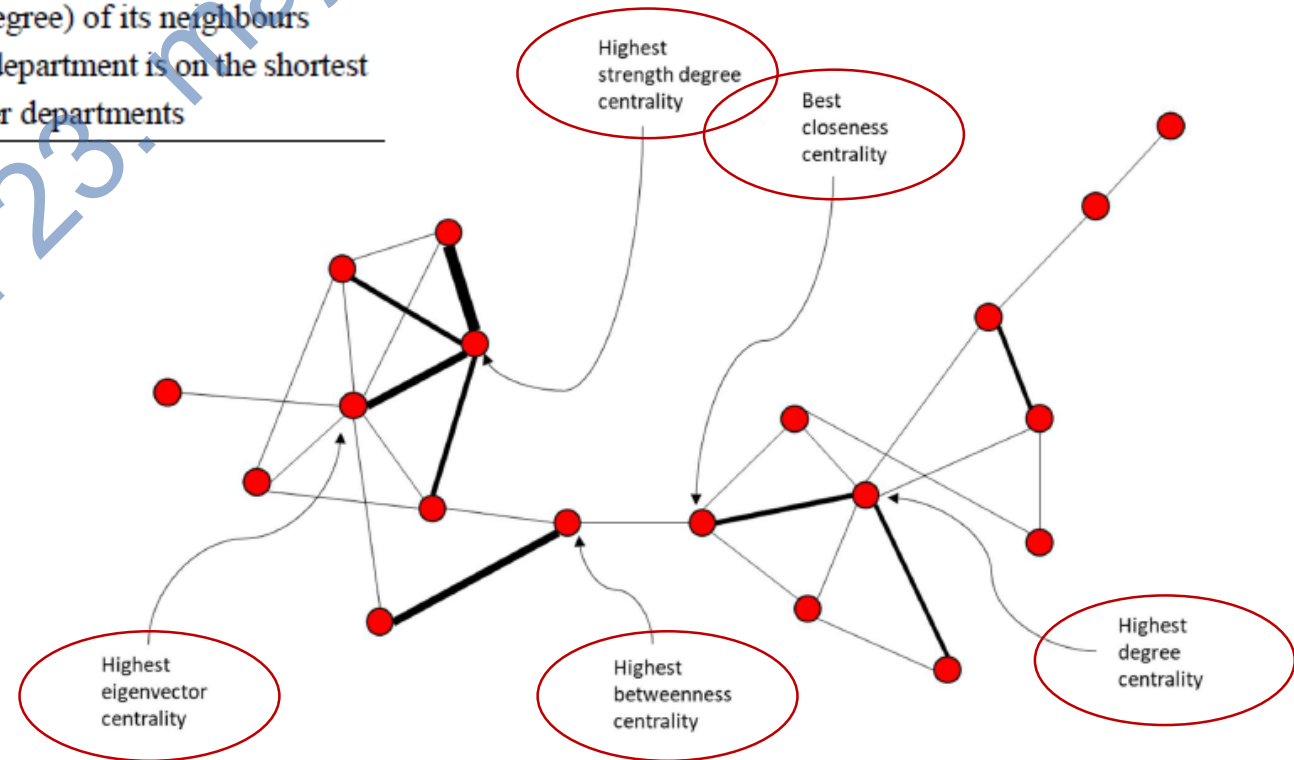 egree) of its neighbours
department is on the shortest
r departments
23.
Highest
strength degree
centrality
Best
closeness
centrality
Highest
eigenvector
centrality
Highest
betweenness
centrality
Highest
degree
centrality